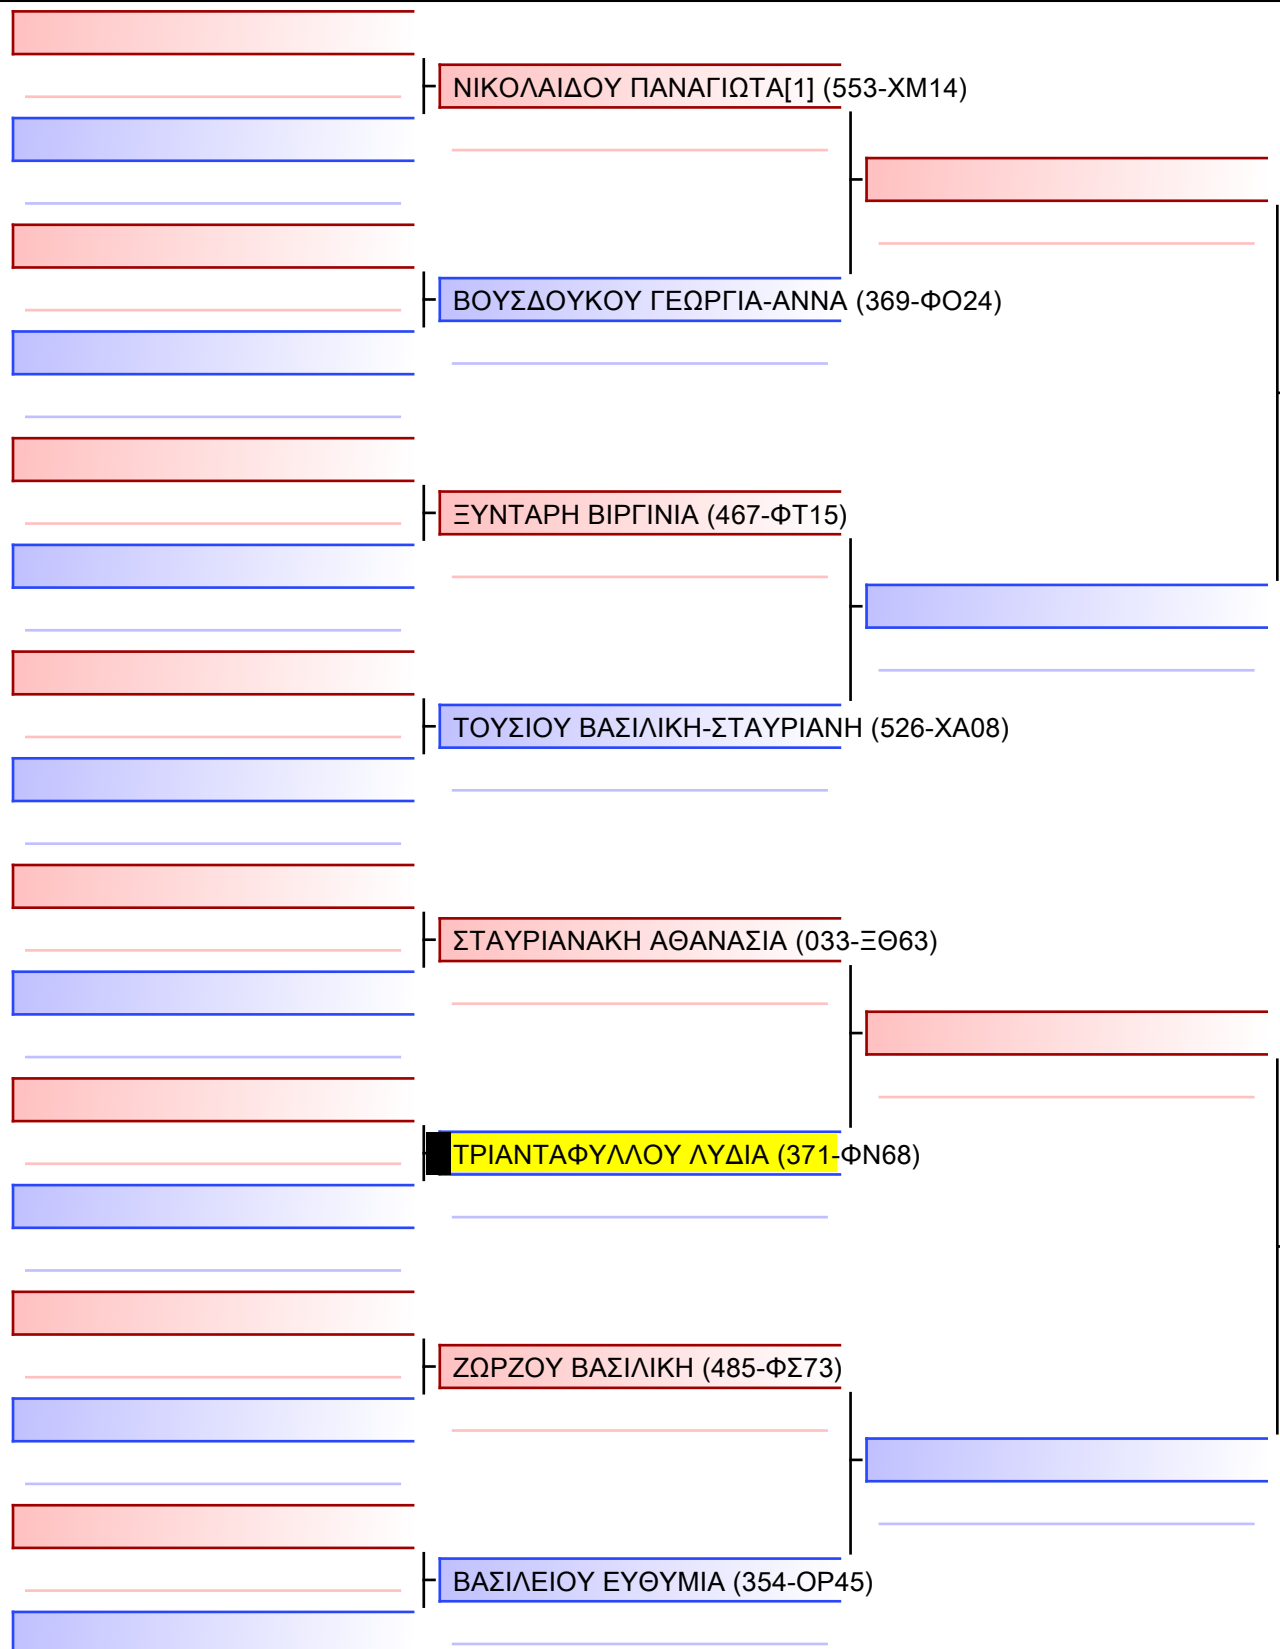 ΝΙΚΟΛΑΙΔΟΥ ΠΑΝΑΓΙΩΤΑ[1] (553-ΧΜ14)
ΒΟΥΣΔΟΥΚΟΥ ΓΕΩΡΓΙΑ-ΑΝΝΑ (369-ΦΟ24)
ΞΥΝΤΑΡΗ ΒΙΡΓΙΝΙΑ (467-ΦΤ15)
ΤΟΥΣΙΟΥ ΒΑΣΙΛΙΚΗ-ΣΤΑΥΡΙΑΝΗ (526-ΧΑ08)
ΣΤΑΥΡΙΑΝΑΚΗ ΑΘΑΝΑΣΙΑ (033-ΞΘ63)
ΤΡΙΑΝΤΑΦΥΛΛΟΥ ΛΥΔΙΑ (371-ΦΝ68)
ΖΩΡΖΟΥ ΒΑΣΙΛΙΚΗ (485-ΦΣ73)
ΒΑΣΙΛΕΙΟΥ ΕΥΘΥΜΙΑ (354-ΟΡ45)